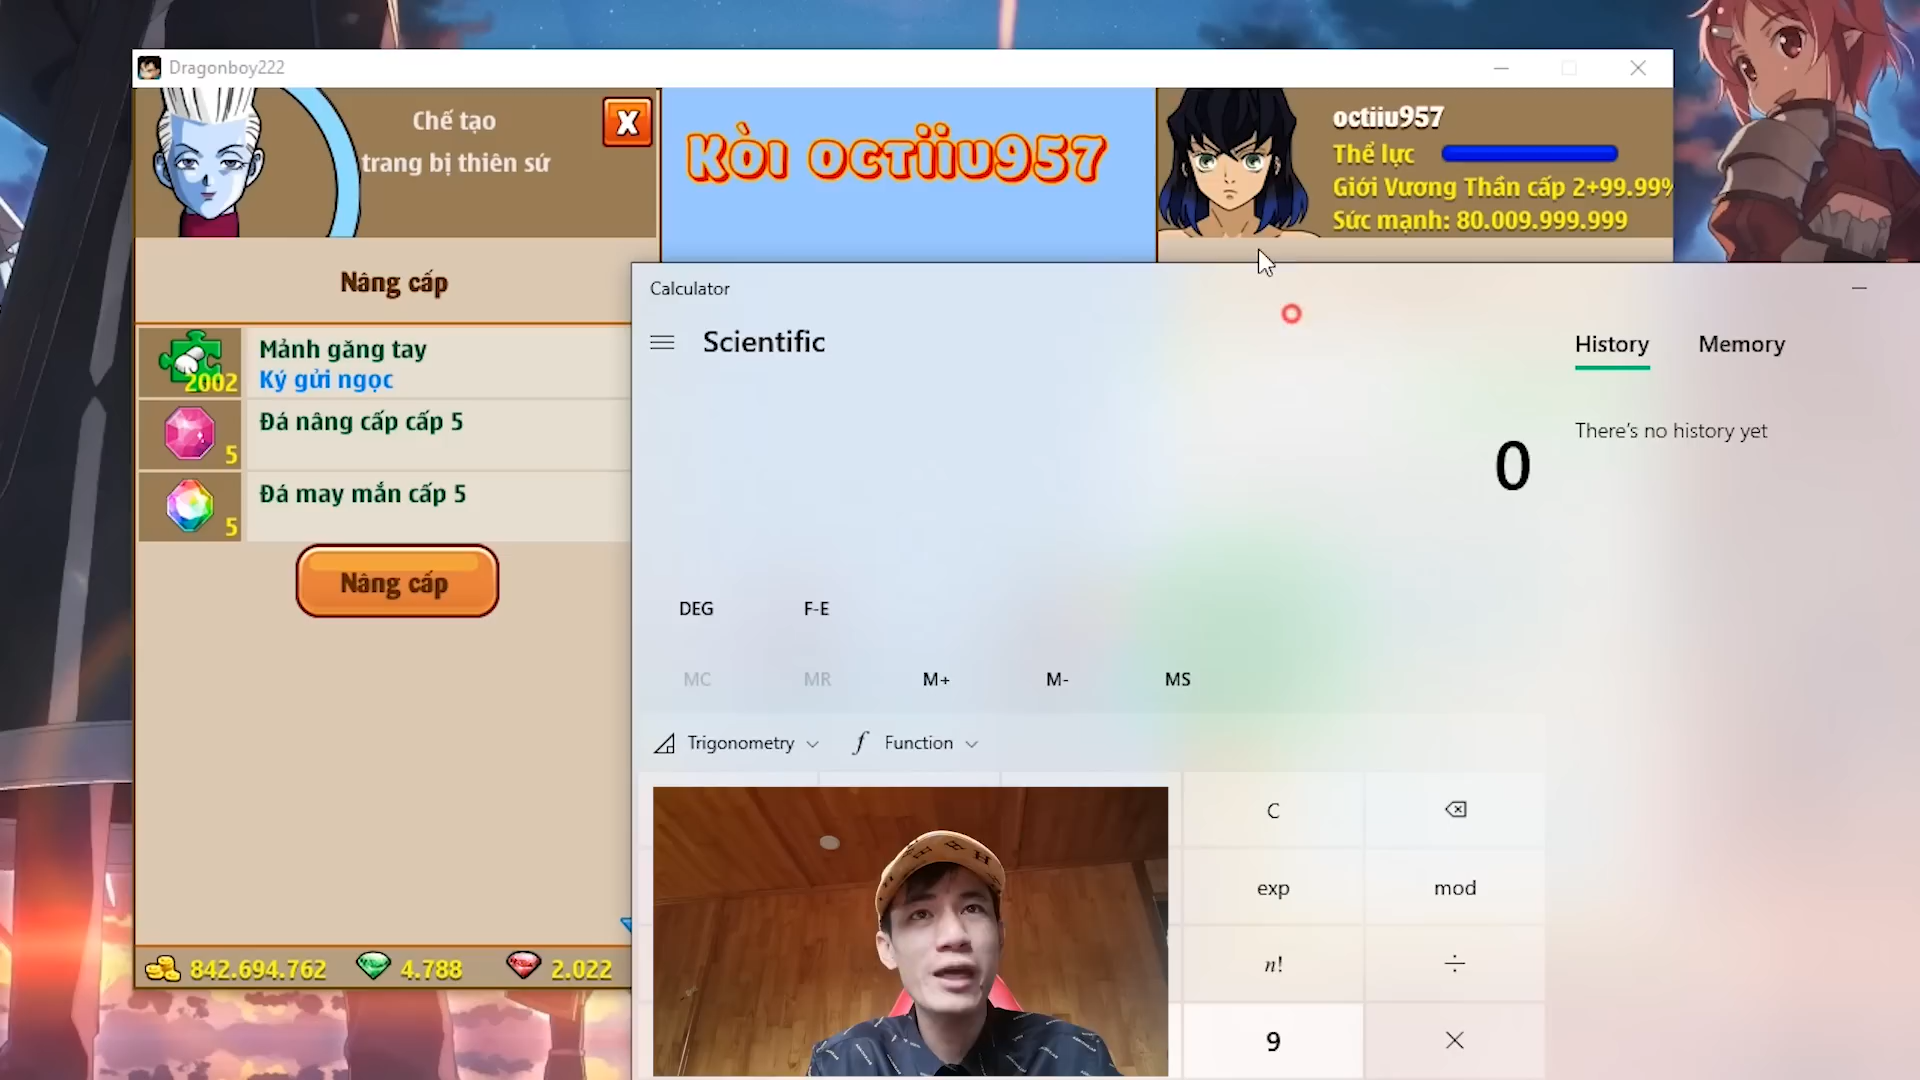 Dragonboy222
Chế tạo
trang bị thiên sứ
X
Kòi octiiu957
octiiu957
Thể lực
Giới Vương Thần cấp 2+99.99%
Sức mạnh: 80.009.999.999
Nâng cấp
Mảnh găng tay
2002
Ký gửi ngọc
Đá nâng cấp cấp 5
5
Đá may mắn cấp 5
5
Nâng cấp
842.694.762
4.788
2.022
Calculator
Scientific
History
Memory
There's no history yet
0
DEG
F-E
MC
MR
M+
M-
MS
Trigonometry
f Function
C
exp
mod
n!
÷
9
×